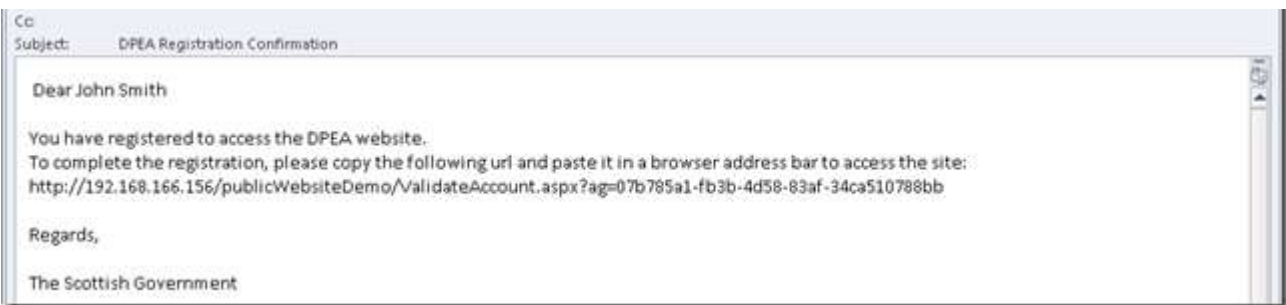 Cc:
Subject: DPEA Registration Confirmation
Dear John Smith
You have registered to access the DPEA website.
To complete the registration, please copy the following url and paste it in a browser address bar to access the site:
http://192.168.166.156/publicWebsiteDemo/ValidateAccount.aspx?ag=07b785a1-fb3b-4d58-83af-34ca510788bb
Regards,
The Scottish Government